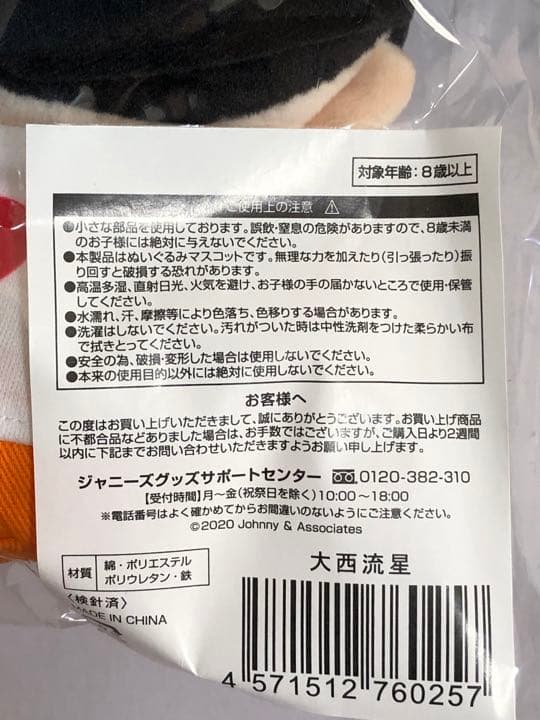 対象年齢：8歳以上
ご使用上の注意 ⚠
●小さな部品を使用しております。誤飲・窒息の危険がありますので、8歳未満
のお子様には絶対に与えないでください。
●本製品はぬいぐるみマスコットです。無理な力を加えたり(引っ張ったり)振
り回すと破損する恐れがあります。
●高温多湿、直射日光、火気を避け、お子様の手の届かないところで使用・保管
してください。
●水濡れ、汗、摩擦等により色落ち、色移りする場合があります。
●洗濯はしないでください。汚れがついた時は中性洗剤をつけた柔らかい布
で拭きとってください。
●安全の為、破損・変形した場合は使用しないでください。
●本来の使用目的以外には絶対に使用しないでください。
お客様へ
この度はお買い上げいただきまして、誠にありがとうございます。お買い上げ商品
に不都合品などありました場合は、お手数ではございますが、ご購入日より2週間
以内に下記までお問い合わせいただきますようお願い申し上げます。
ジャニーズグッズサポートセンター 0120-382-310
【受付時間】月～金(祝祭日を除く)10:00～18:00
※電話番号はよく確かめてからお間違いのないようにご注意ください。
©2020 Johnny & Associates
材質 綿・ポリエステル
ポリウレタン・鉄
〈検針済〉
MADE IN CHINA
大西流星
4 571512 760257